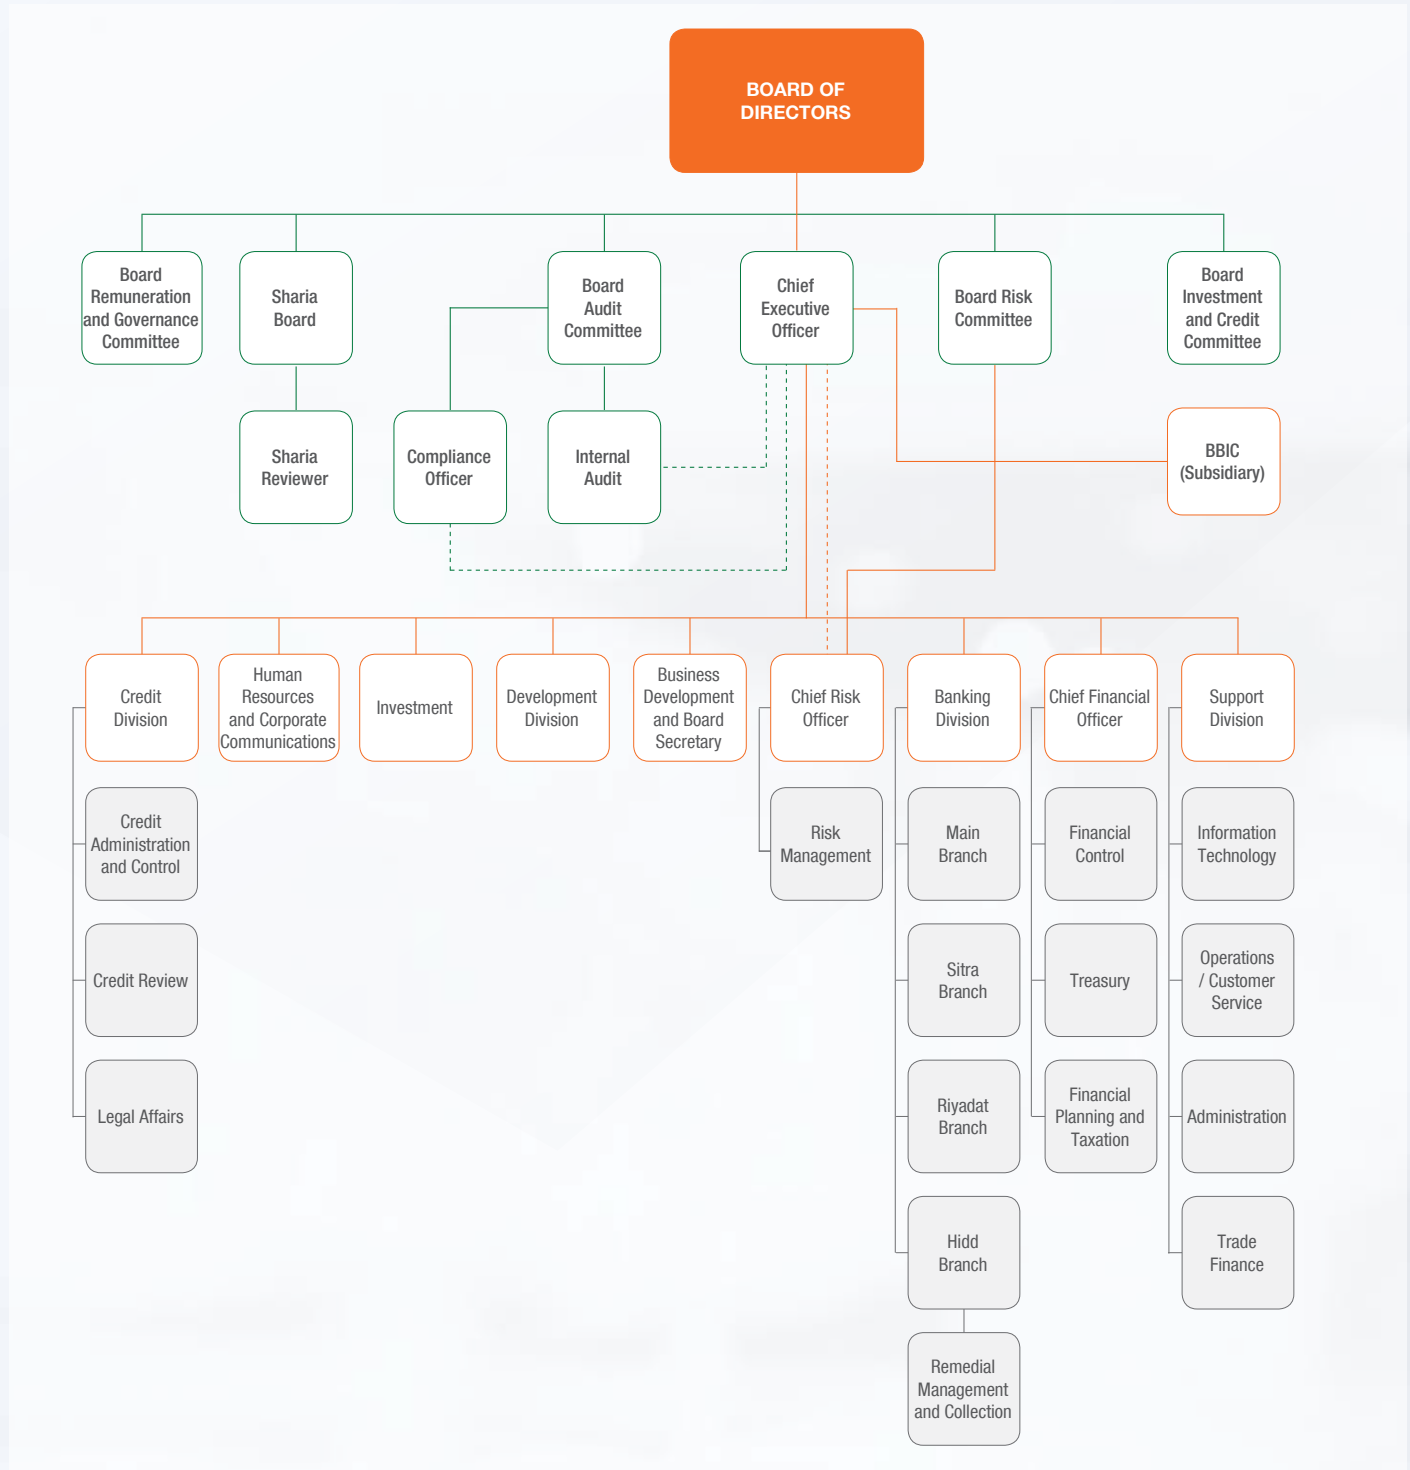 BOARD OF
DIRECTORS
Board
Remuneration
and Governance
Committee
Sharia
Board
Board
Audit
Committee
Chief
Executive
Officer
Board Risk
Committee
Board
Investment
and Credit
Committee
Sharia
Reviewer
Compliance
Officer
Internal
Audit
BBIC
(Subsidiary)
Credit
Division
Human
Resources
and Corporate
Communications
Investment
Development
Division
Business
Development
and Board
Secretary
Chief Risk
Officer
Banking
Division
Chief Financial
Officer
Support
Division
Credit
Administration
and Control
Risk
Management
Main
Branch
Financial
Control
Information
Technology
Credit Review
Sitra
Branch
Treasury
Operations
/ Customer
Service
Legal Affairs
Riyadat
Branch
Financial
Planning and
Taxation
Administration
Hidd
Branch
Trade
Finance
Remedial
Management
and Collection